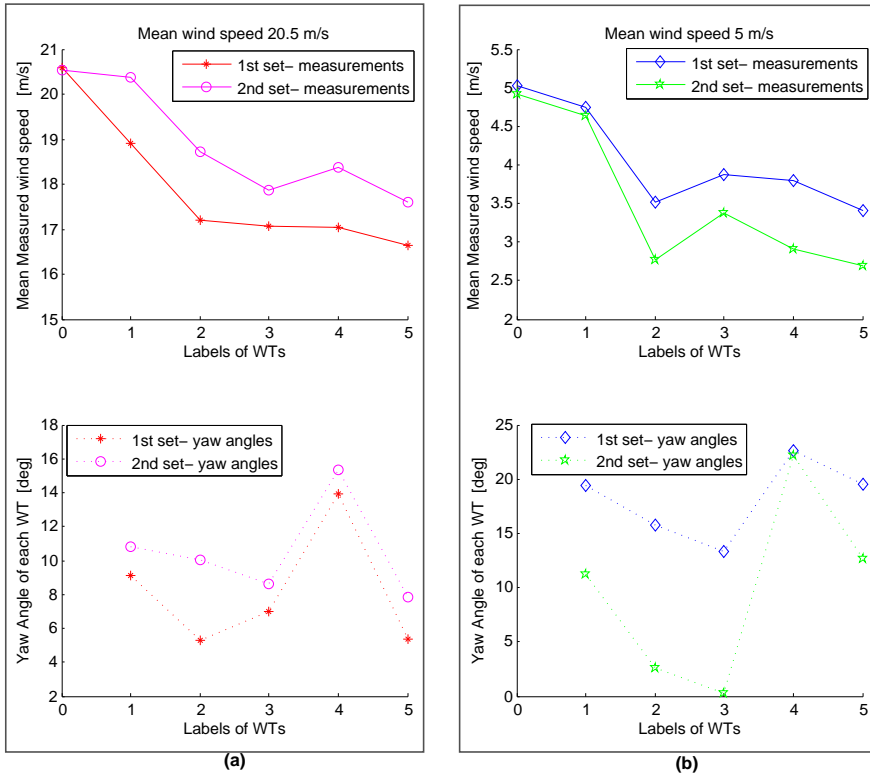 Mean wind speed 20.5 m/s
21
20
19
18
17
16
15
0 1 2 3 4 5
Mean Measured wind speed [m/s]
Labels of WTs
1st set− measurements
2nd set− measurements
18
16
14
12
10
8
6
4
2
0 1 2 3 4 5
Yaw Angle of each WT [deg]
Labels of WTs
1st set− yaw angles
2nd set− yaw angles
(a)
Mean wind speed 5 m/s
5.5
5
4.5
4
3.5
3
2.5
2
0 1 2 3 4 5
Mean Measured wind speed [m/s]
Labels of WTs
1st set− measurements
2nd set− measurements
25
20
15
10
5
0
0 1 2 3 4 5
Yaw Angle of each WT [deg]
Labels of WTs
1st set− yaw angles
2nd set− yaw angles
(b)